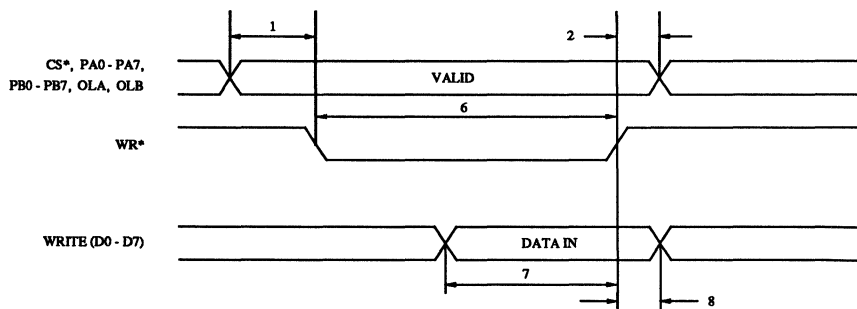 1
2
CS*, PA0 - PA7,
PB0 - PB7, OLA, OLB
VALID
6
WR*
WRITE (D0 - D7)
DATA IN
7
8